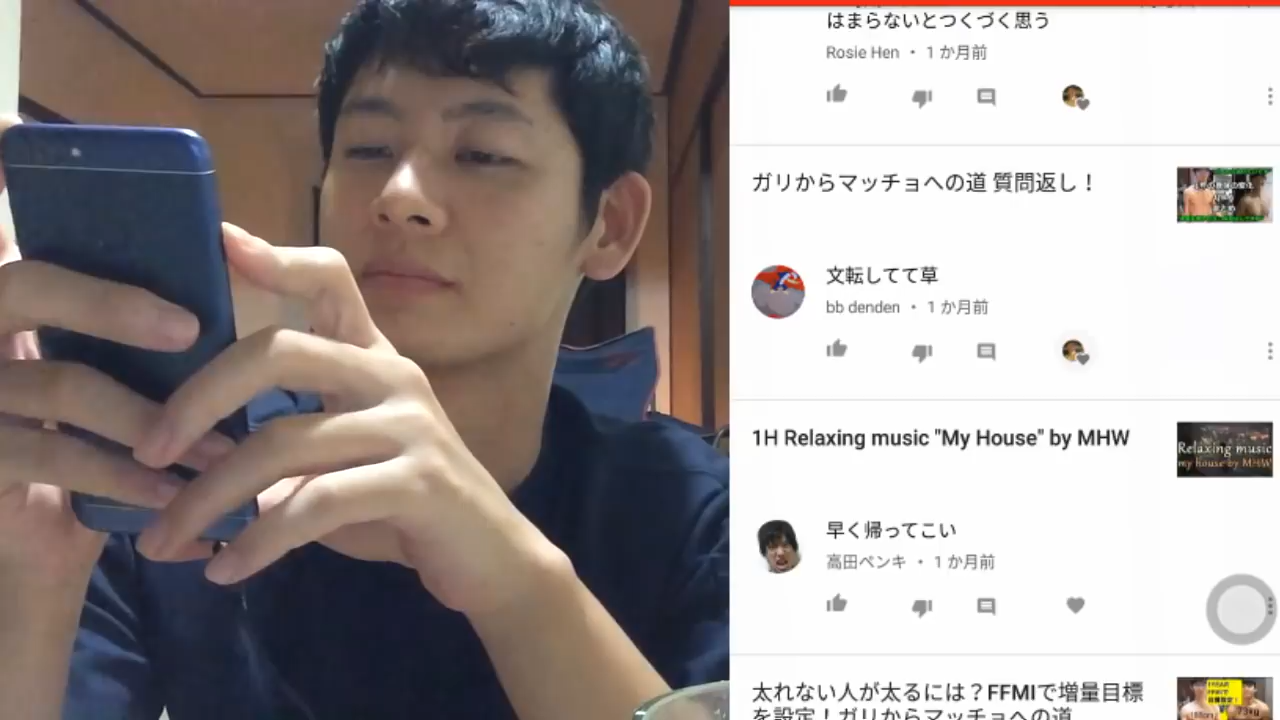 はまらないとつくづく思う
Rosie Hen ・ 1 か月前
ガリからマッチョへの道 質問返し！
文転してて草
bb denden ・ 1 か月前
1H Relaxing music "My House" by MHW
Relaxing music
my house by MHW
早く帰ってこい
高田ペンキ ・ 1 か月前
太れない人が太るには？FFMIで増量目標
を設定！ガリからマッチョへの道